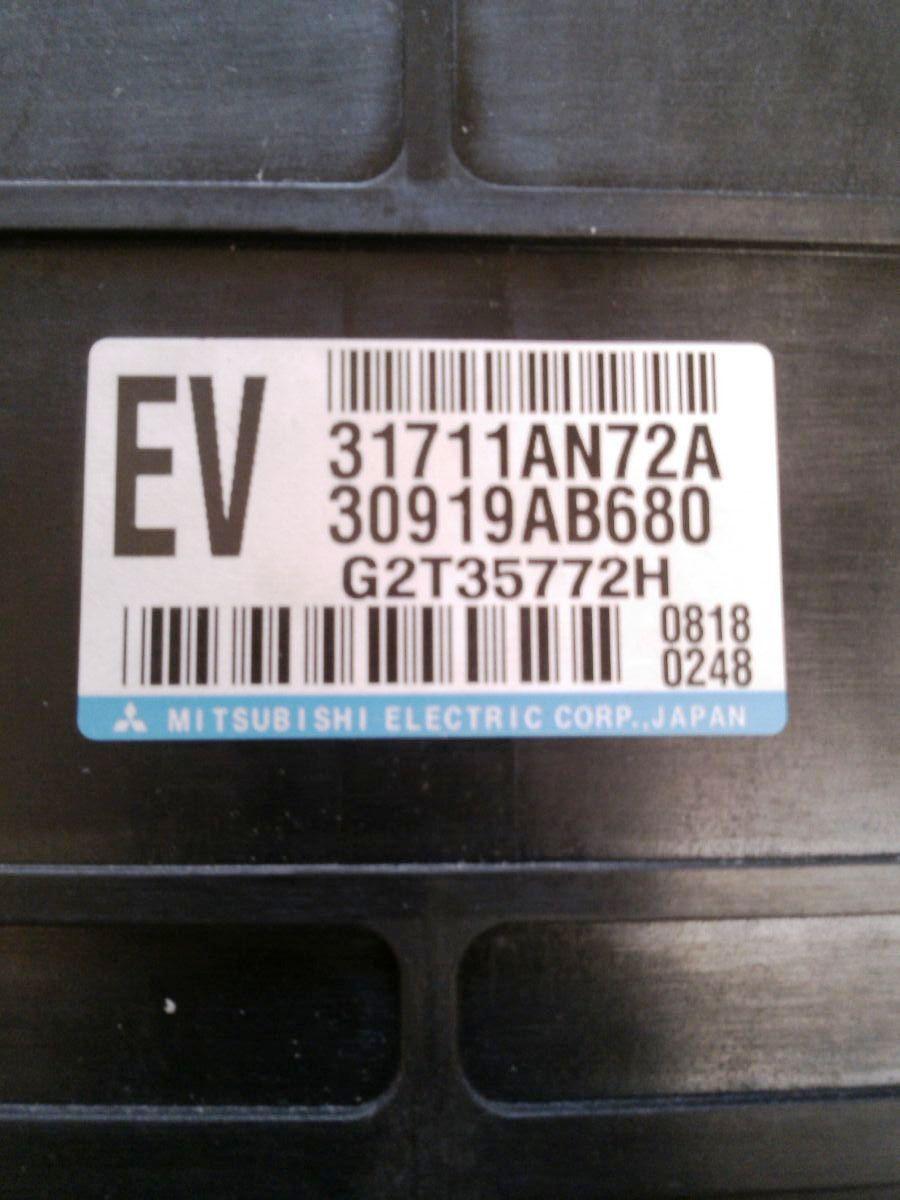 EV
31711AN72A
30919AB680
G2T35772H
0818
0248
MITSUBISHI ELECTRIC CORP.,JAPAN